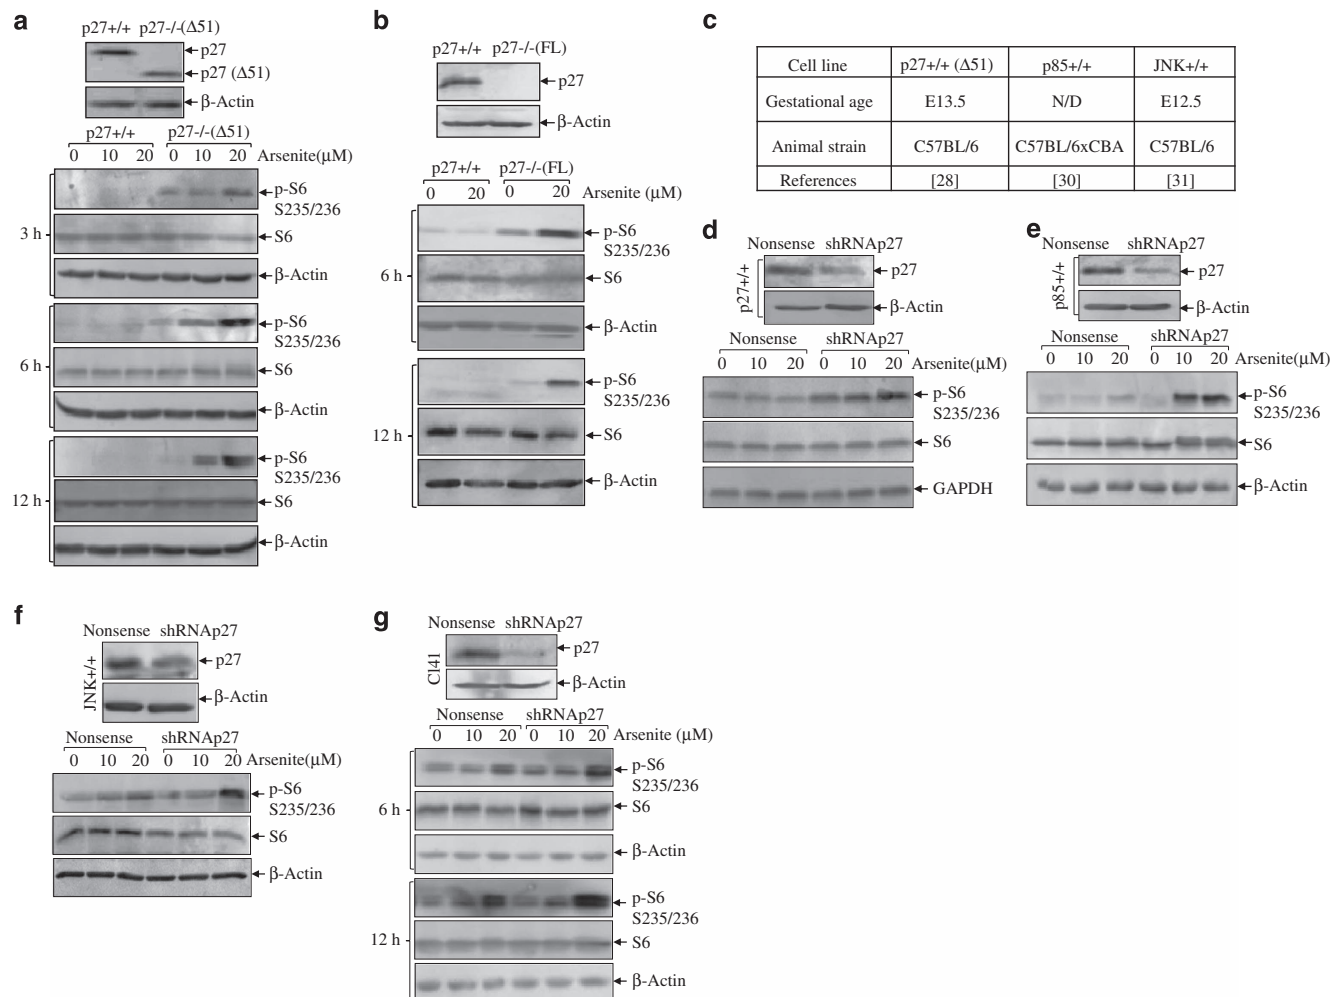 a
p27+/+ p27-/-(Δ51)
p27
p27 (Δ51)
β-Actin
p27+/+ p27-/-(Δ51)
0 10 20 0 10 20 Arsenite(μM)
3 h
p-S6
S235/236
S6
β-Actin
6 h
p-S6
S235/236
S6
β-Actin
12 h
p-S6
S235/236
S6
β-Actin
b
p27+/+ p27-/-(FL)
p27
β-Actin
p27+/+ p27-/-(FL)
0 20 0 20 Arsenite (μM)
6 h
p-S6
S235/236
S6
β-Actin
12 h
p-S6
S235/236
S6
β-Actin
c
Cell line p27+/+ (Δ51) p85+/+ JNK+/+
Gestational age E13.5 N/D E12.5
Animal strain C57BL/6 C57BL/6xCBA C57BL/6
References [28] [30] [31]
d
Nonsense shRNAp27
p27+/+
p27
β-Actin
Nonsense shRNAp27
0 10 20 0 10 20 Arsenite(μM)
p-S6
S235/236
S6
GAPDH
e
Nonsense shRNAp27
p85+/+
p27
β-Actin
Nonsense shRNAp27
0 10 20 0 10 20 Arsenite(μM)
p-S6
S235/236
S6
β-Actin
f
Nonsense shRNAp27
JNK+/+
p27
β-Actin
Nonsense shRNAp27
0 10 20 0 10 20 Arsenite(μM)
p-S6
S235/236
S6
β-Actin
g
Nonsense shRNAp27
Cl41
p27
β-Actin
Nonsense shRNAp27
0 10 20 0 10 20 Arsenite (μM)
6 h
p-S6
S235/236
S6
β-Actin
12 h
p-S6
S235/236
S6
β-Actin